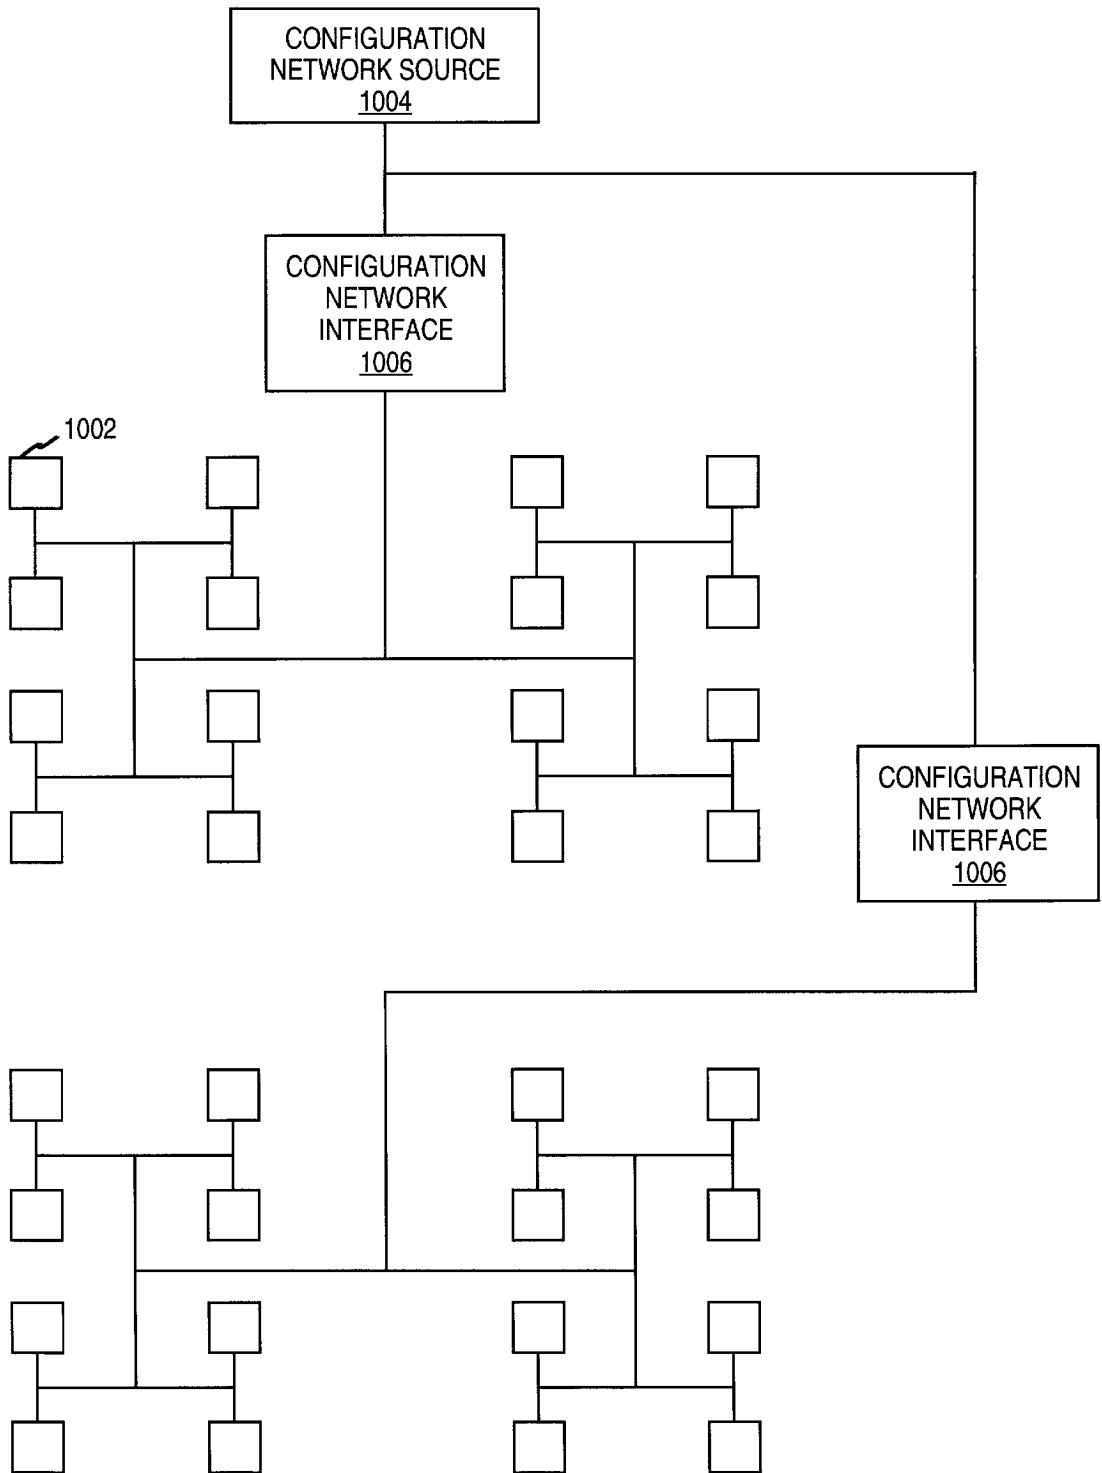 CONFIGURATION
NETWORK SOURCE
1004
CONFIGURATION
NETWORK
INTERFACE
1006
1002
CONFIGURATION
NETWORK
INTERFACE
1006